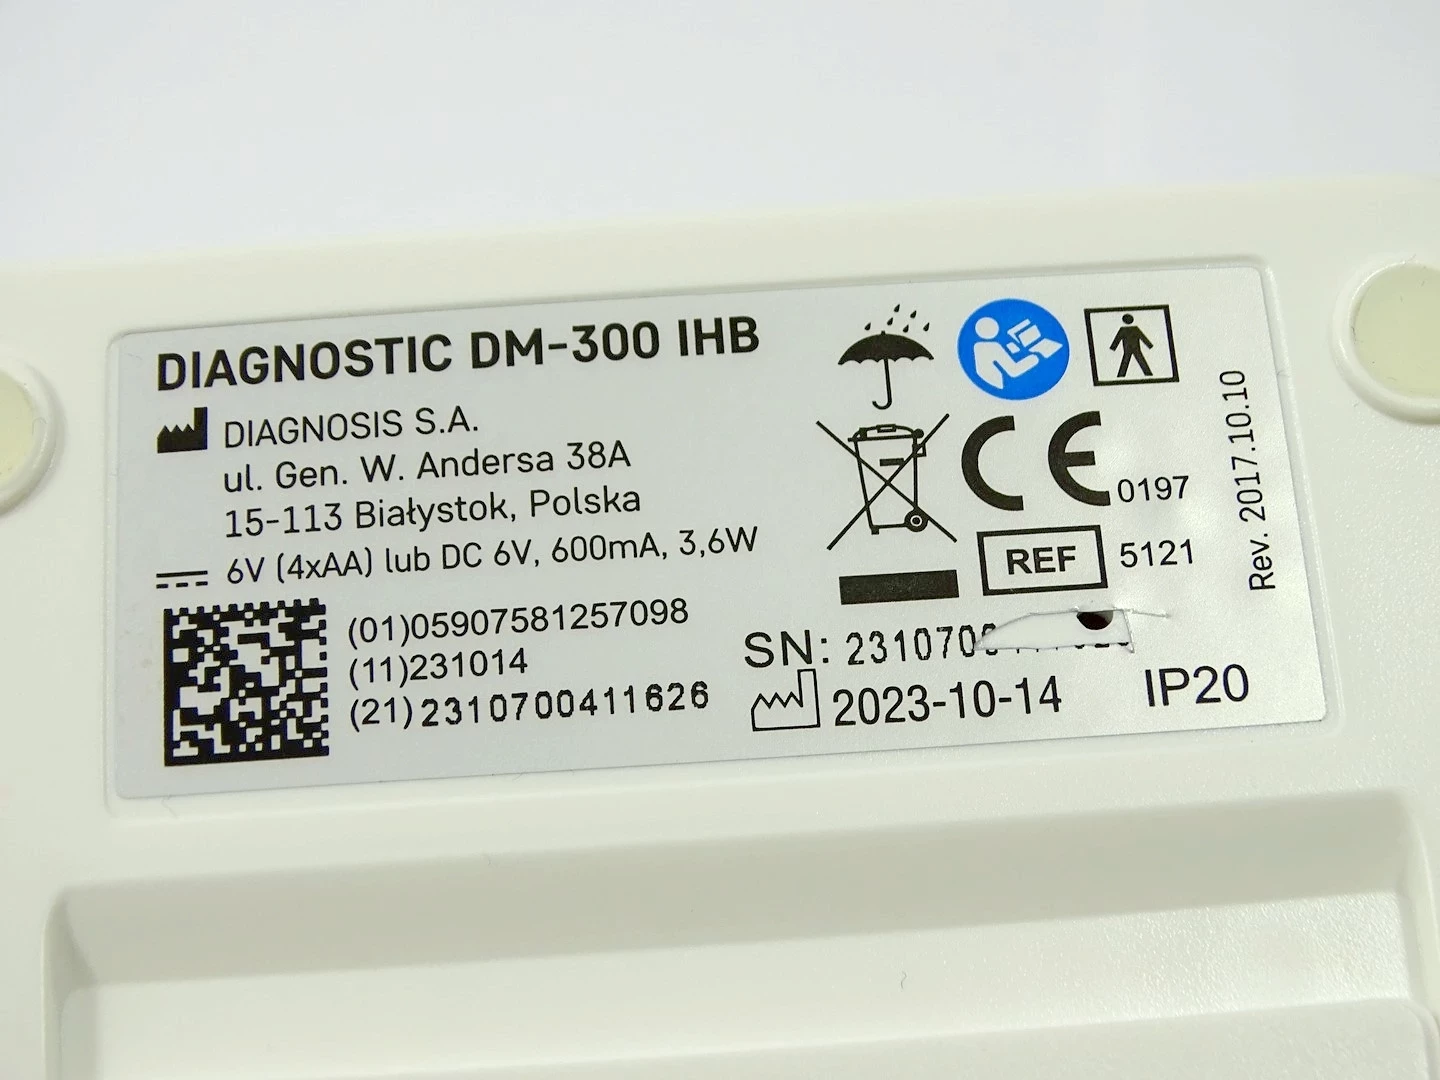 DIAGNOSTIC DM-300 IHB
DIAGNOSIS S.A.
ul. Gen. W. Andersa 38A
15-113 Białystok, Polska
6V (4xAA) lub DC 6V, 600mA, 3,6W
(01)05907581257098
(11)231014
(21)2310700411626
CE 0197
REF 5121
SN:
2023-10-14
IP20
Rev. 2017.10.10